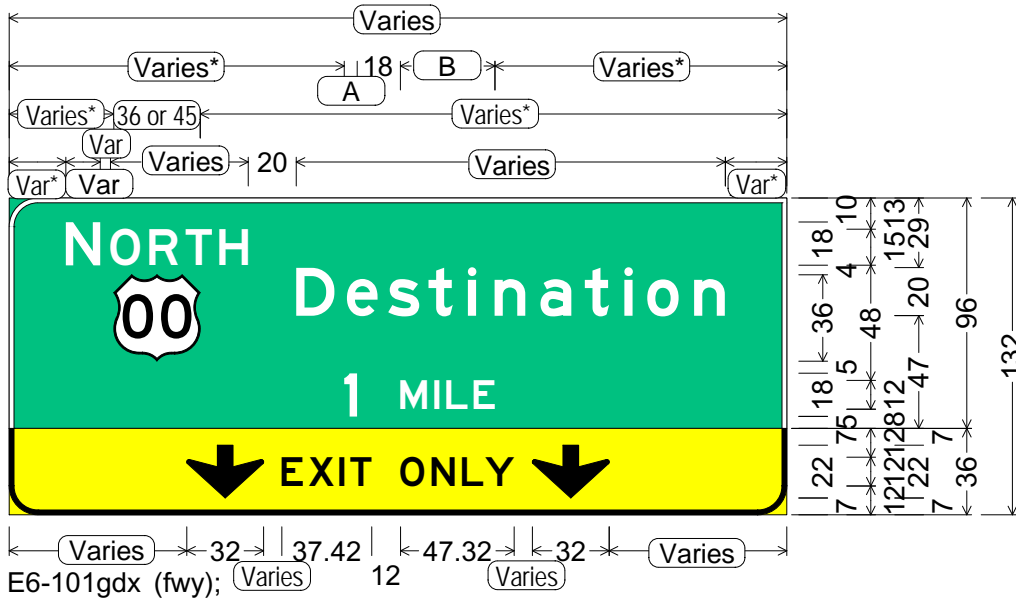 Varies
Varies* 18 B Varies*
A
Varies* 36 or 45 Varies*
Var
Varies 20 Varies
Var* Var Var*
NORTH
00
Destination
1 MILE
EXIT ONLY
10 13
18 15 29
4
36 48 20 96 132
5 47
18 12
5 8
7 12 7
22 12 22 36
7 12 7
Varies 32 37.42 47.32 32 Varies
Varies 12 Varies
E6-101gdx (fwy);